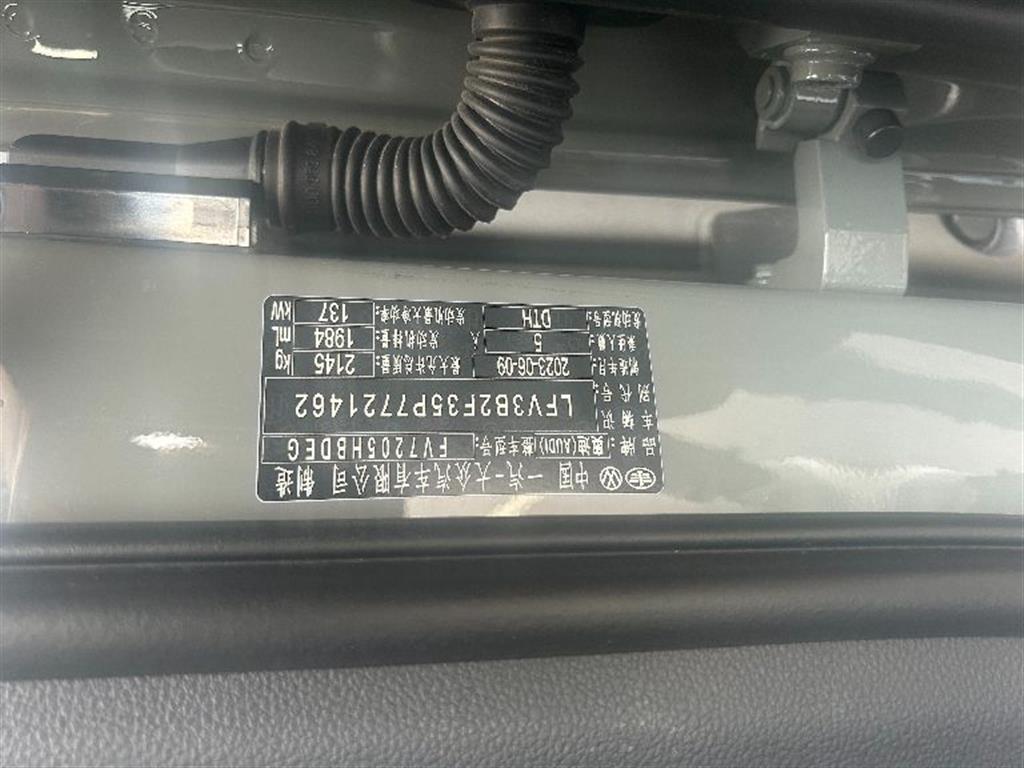 中国 一汽-大众汽车有限公司 制造
品牌: 奥迪(AUDI) 整车型号: FV7205HBDEG
车辆识别代号: LFV3B2F35P7721462
制造年月: 2023-06-09 最大允许总质量: 2145 kg
乘坐人数: 5 人 发动机排量: 1984 mL
发动机型号: DTH 发动机最大净功率: 137 kW